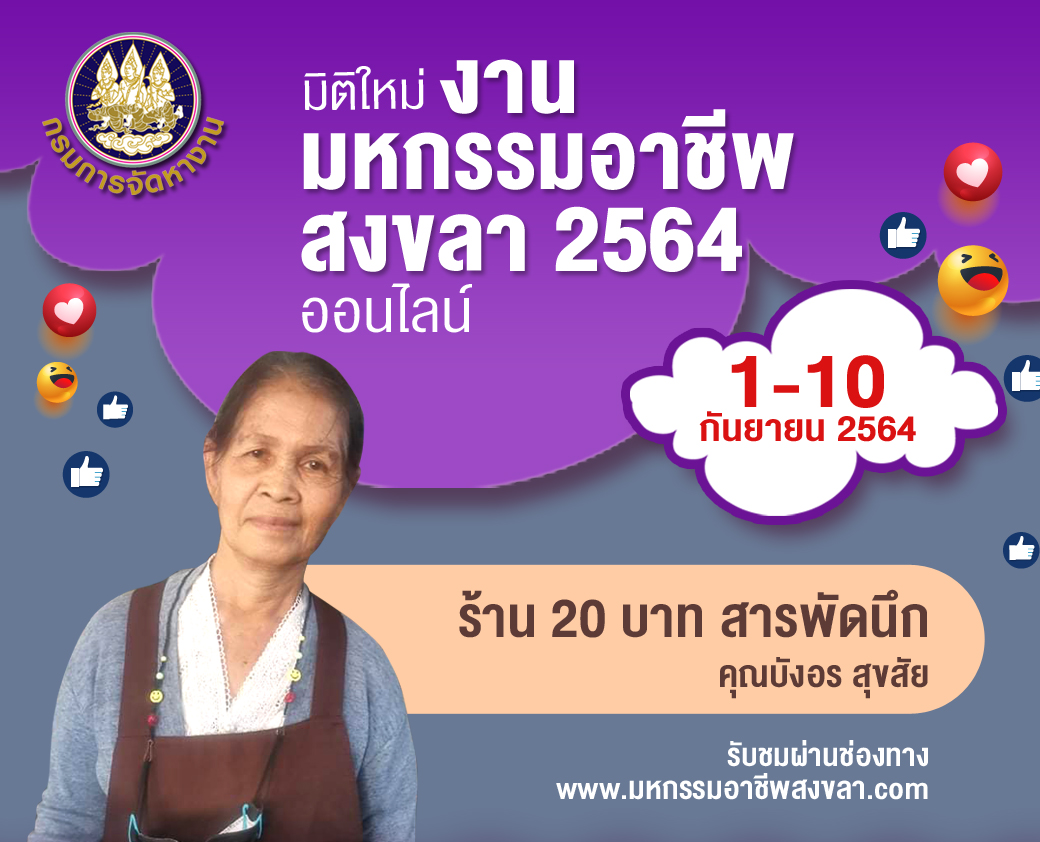 กรมการจัดหางาน
มิติใหม่ งาน
มหกรรมอาชีพ
สงขลา 2564
ออนไลน์
1-10
กันยายน 2564
ร้าน 20 บาท สารพัดนึก
คุณบังอร สุขสัย
รับชมผ่านช่องทาง
www.มหกรรมอาชีพสงขลา.com